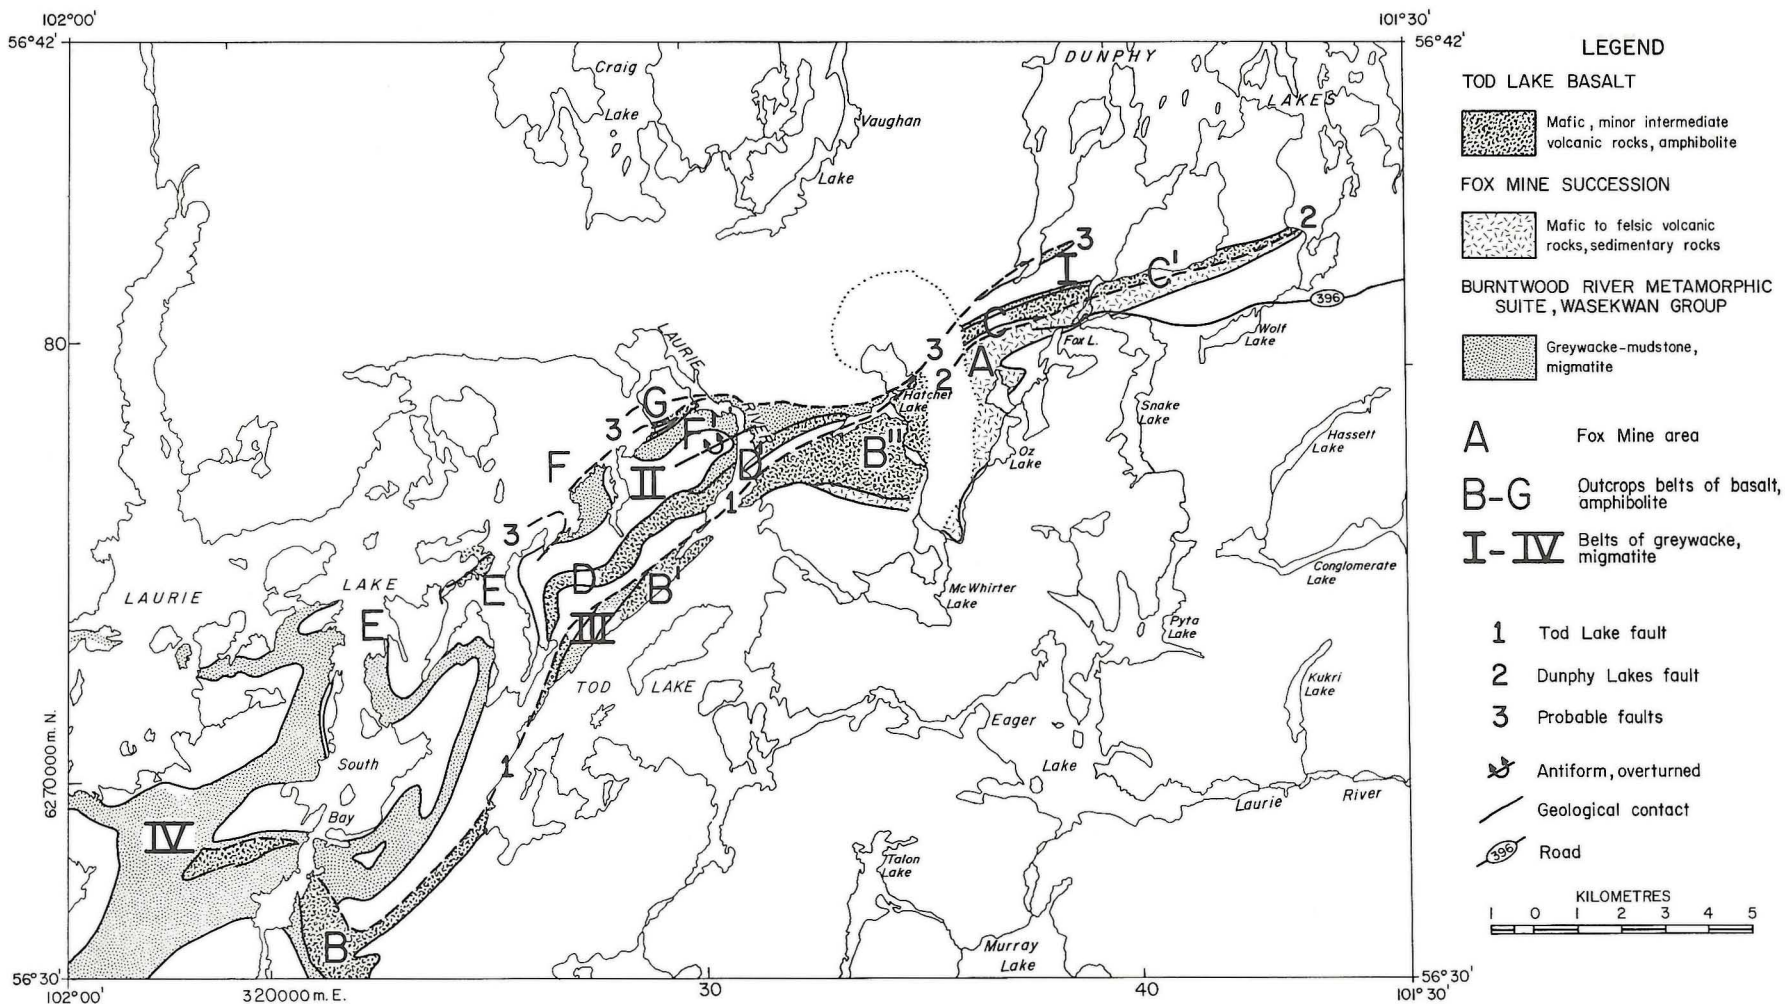 102°00'
101°30'
56°42'
56°42'
DUNPHY
LAKES
Craig
Lake
Vaughan
Lake
2
3
I
C'
396
C
Wolf
Lake
Fox L.
80
LAURIE
3
A
2
Hatchet
Lake
G
3
F'
Snake
Lake
Hassett
Lake
F
II
D'
B"
Oz
Lake
1
3
E
D
B'
LAURIE
LAKE
E
III
McWhirter
Lake
Conglomerate
Lake
Pyta
Lake
TOD
LAKE
Kukri
Lake
Eager
Lake
6270000 m. N.
South
Bay
1
Laurie
River
IV
Talon
Lake
B
Murray
Lake
56°30'
56°30'
102°00'
320000 m. E.
30
40
101°30'
LEGEND
TOD LAKE BASALT
Mafic, minor intermediate
volcanic rocks, amphibolite
FOX MINE SUCCESSION
Mafic to felsic volcanic
rocks, sedimentary rocks
BURNTWOOD RIVER METAMORPHIC
SUITE, WASEKWAN GROUP
Greywacke-mudstone,
migmatite
A Fox Mine area
B-G Outcrops belts of basalt,
amphibolite
I-IV Belts of greywacke,
migmatite
1 Tod Lake fault
2 Dunphy Lakes fault
3 Probable faults
Antiform, overturned
Geological contact
396 Road
KILOMETRES
1 0 1 2 3 4 5